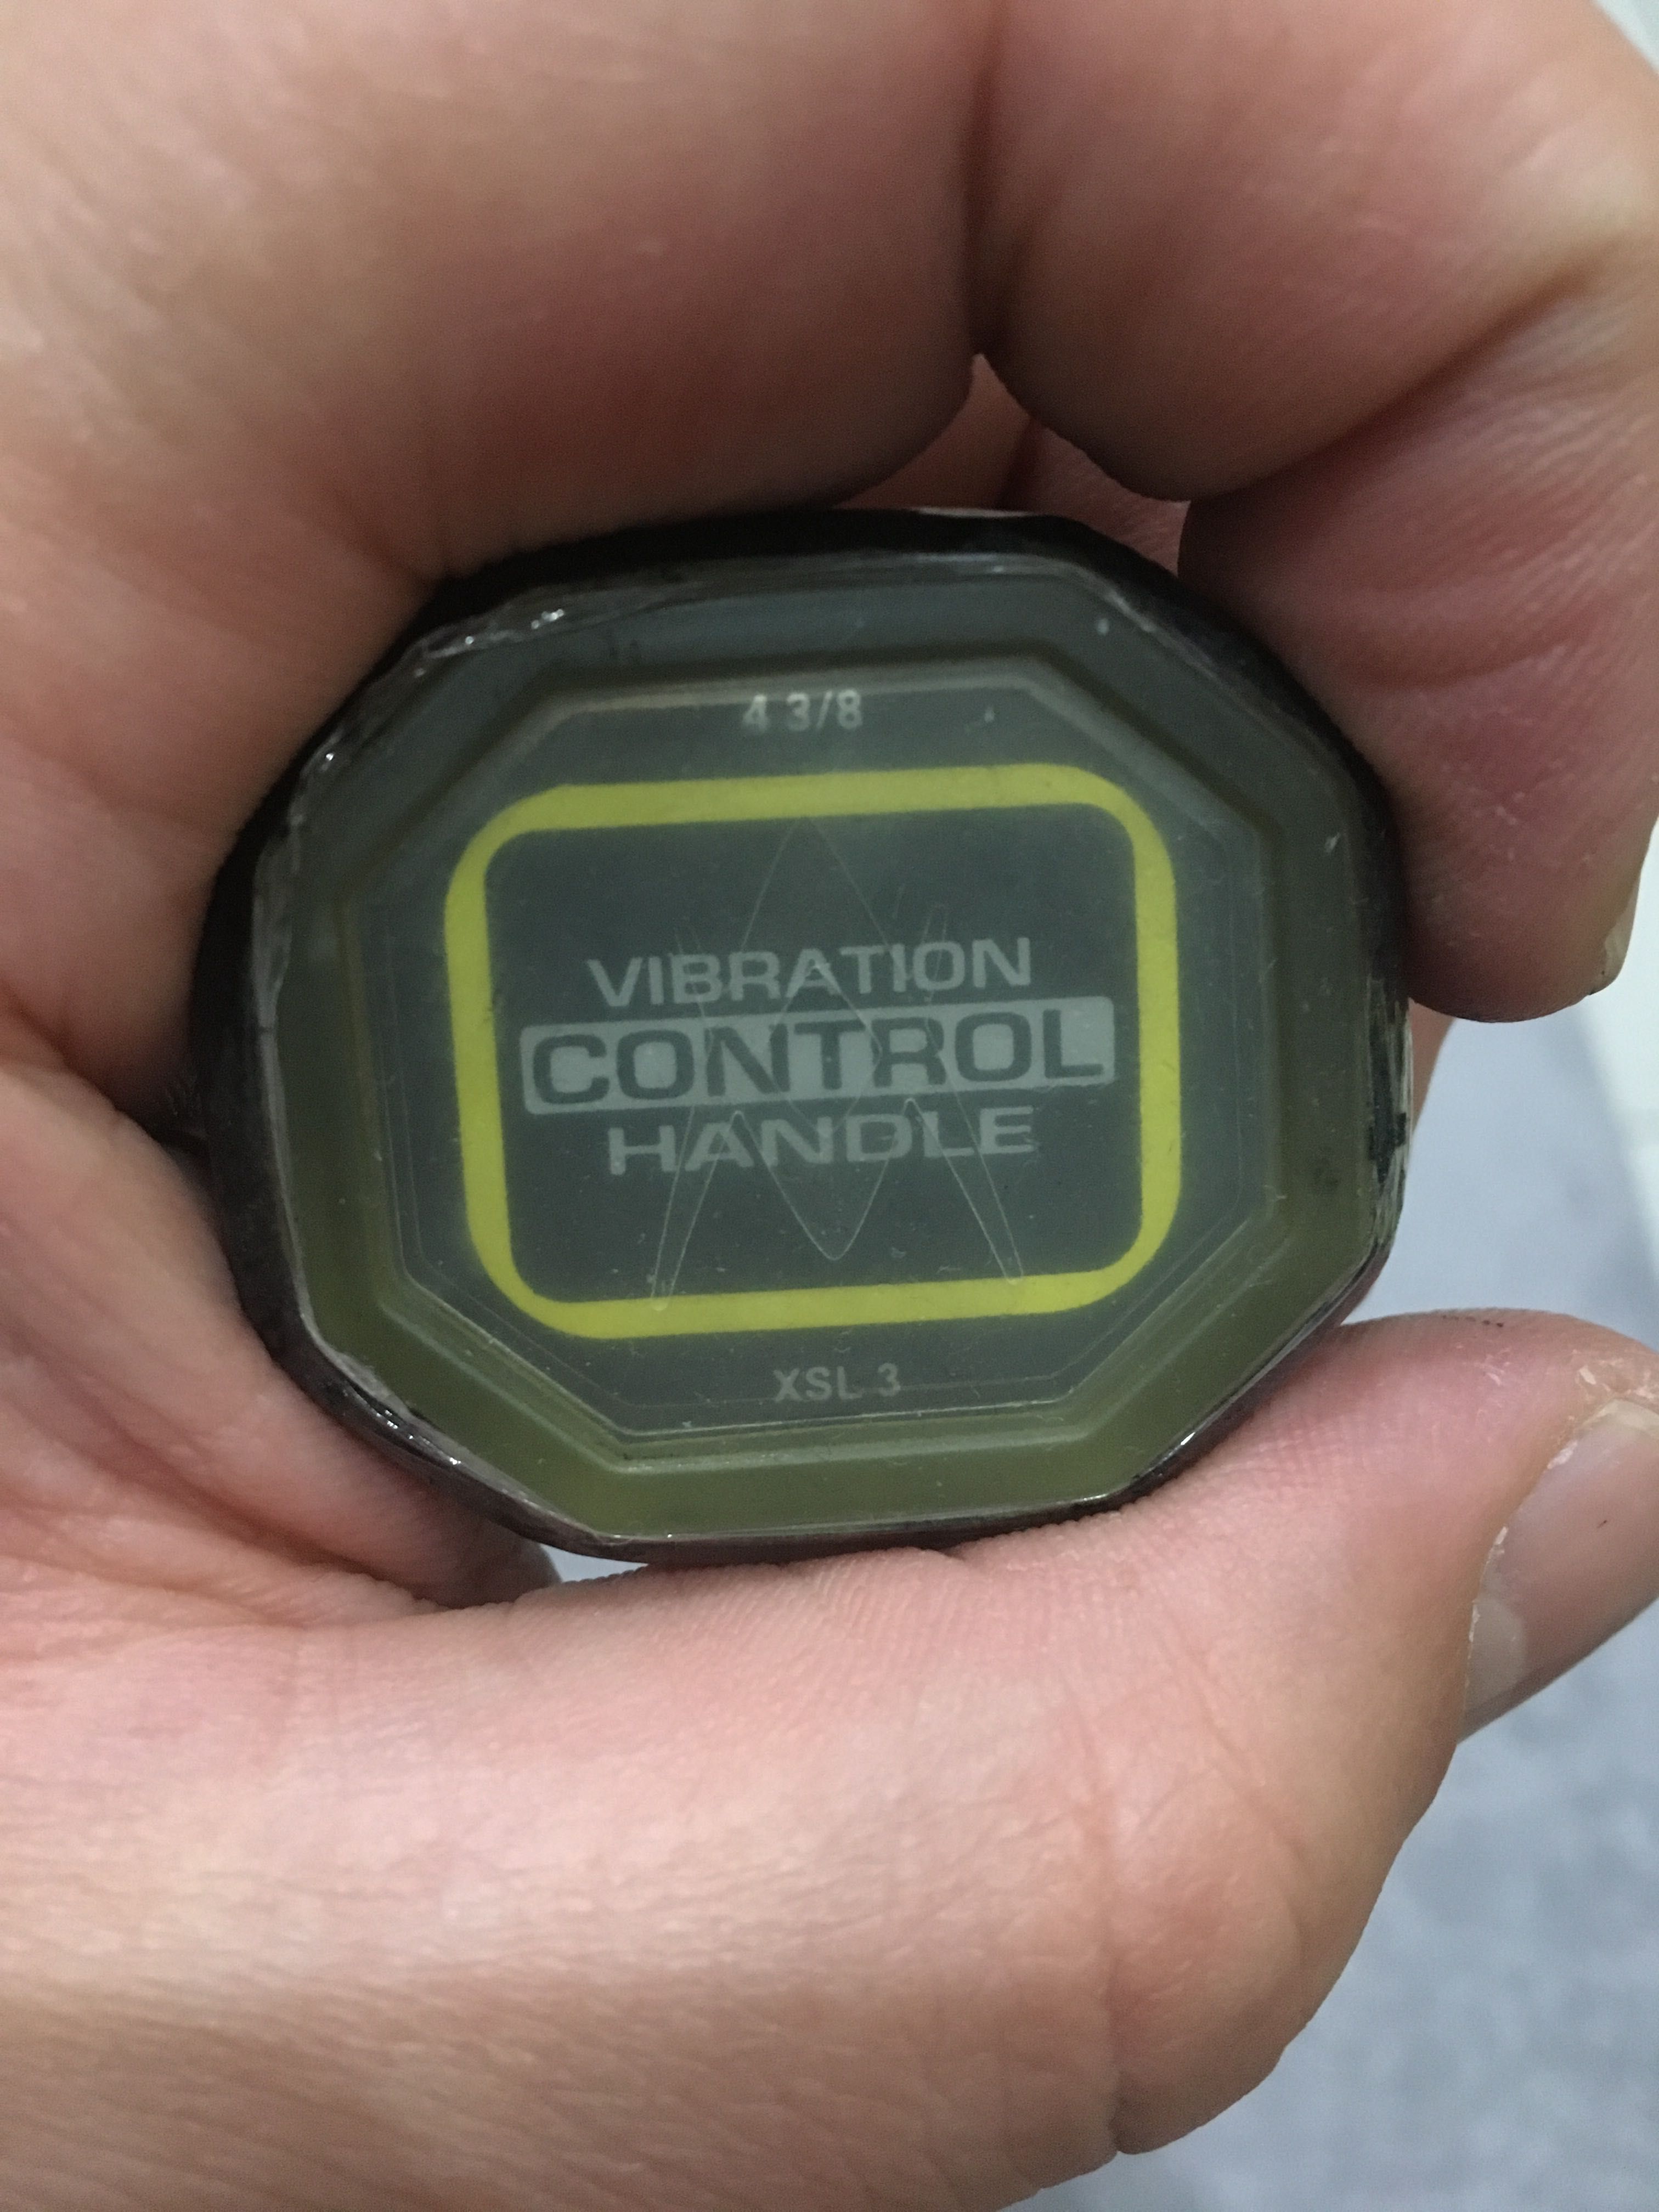 4 3/8
VIBRATION
CONTROL
HANDLE
XSL 3